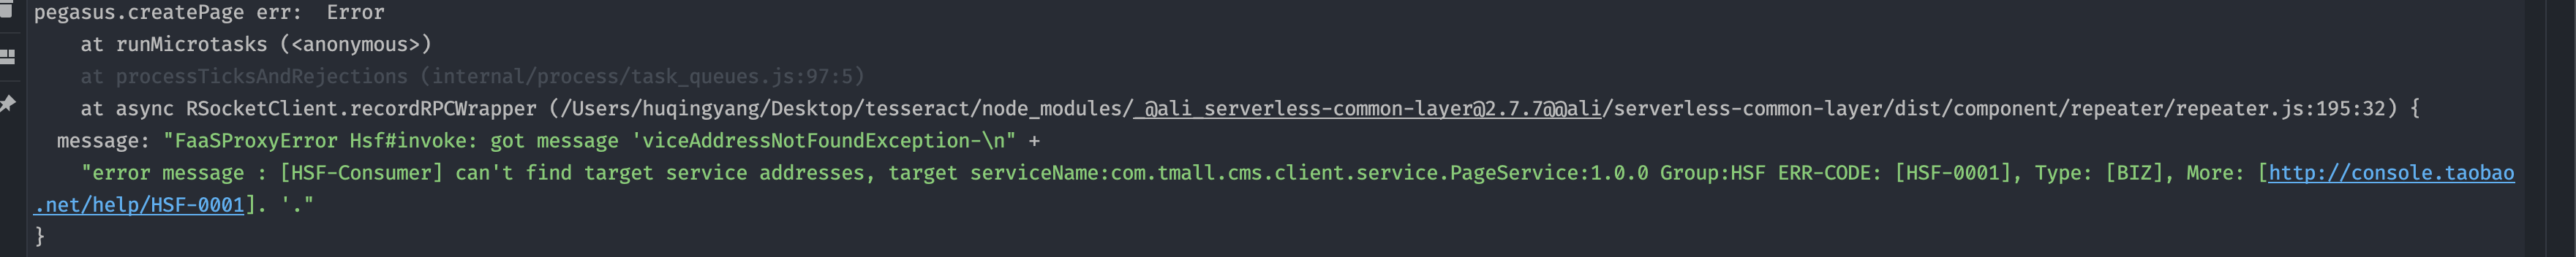 pegasus.createPage err:  Error
    at runMicrotasks (<anonymous>)
    at processTicksAndRejections (internal/process/task_queues.js:97:5)
    at async RSocketClient.recordRPCWrapper (/Users/huqingyang/Desktop/tesseract/node_modules/_@ali_serverless-common-layer@2.7.7@@ali/serverless-common-layer/dist/component/repeater/repeater.js:195:32) {
  message: "FaaSProxyError Hsf#invoke: got message 'viceAddressNotFoundException-\n" +
    "error message : [HSF-Consumer] can't find target service addresses, target serviceName:com.tmall.cms.client.service.PageService:1.0.0 Group:HSF ERR-CODE: [HSF-0001], Type: [BIZ], More: [http://console.taobao
.net/help/HSF-0001]. '."
}